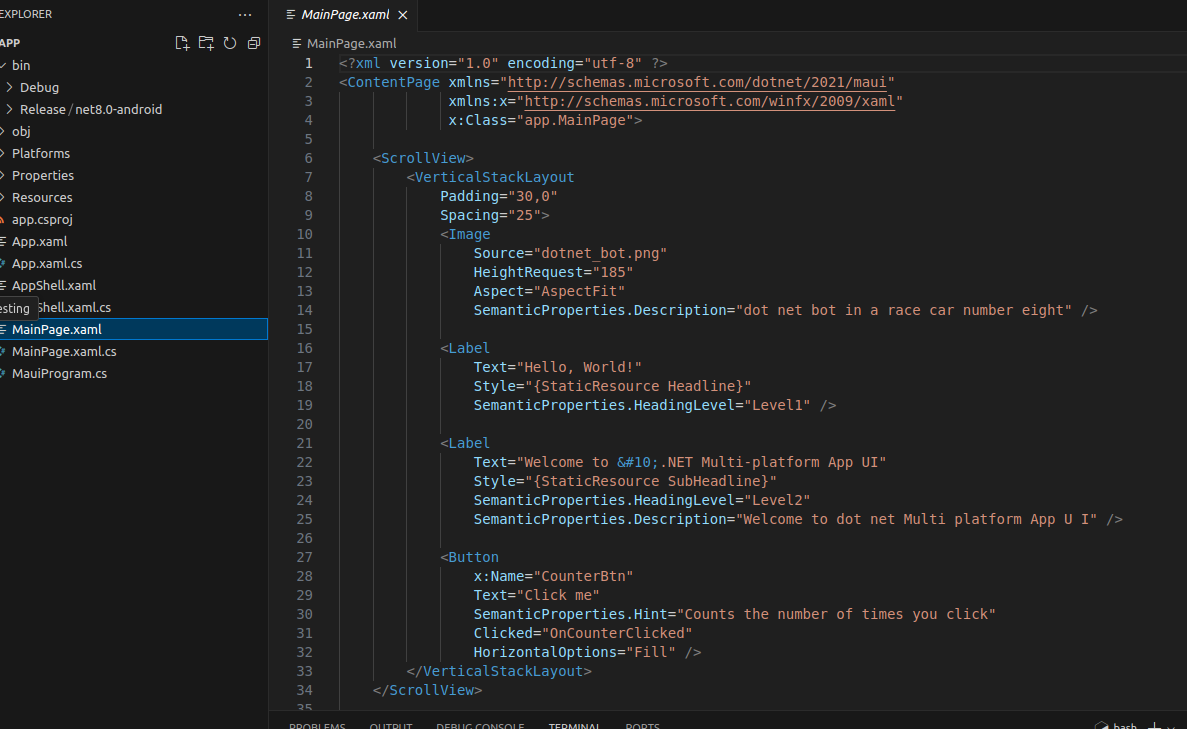 EXPLORER
APP
bin
Debug
Release / net8.0-android
obj
Platforms
Properties
Resources
app.csproj
App.xaml
App.xaml.cs
AppShell.xaml
Shell.xaml.cs
esting
MainPage.xaml
MainPage.xaml.cs
MauiProgram.cs
MainPage.xaml
MainPage.xaml
1 <?xml version="1.0" encoding="utf-8" ?>
2 <ContentPage xmlns="http://schemas.microsoft.com/dotnet/2021/maui"
3 xmlns:x="http://schemas.microsoft.com/winfx/2009/xaml"
4 x:Class="app.MainPage">
5
6 <ScrollView>
7 <VerticalStackLayout
8 Padding="30,0"
9 Spacing="25">
10 <Image
11 Source="dotnet_bot.png"
12 HeightRequest="185"
13 Aspect="AspectFit"
14 SemanticProperties.Description="dot net bot in a race car number eight" />
15
16 <Label
17 Text="Hello, World!"
18 Style="{StaticResource Headline}"
19 SemanticProperties.HeadingLevel="Level1" />
20
21 <Label
22 Text="Welcome to &#10;.NET Multi-platform App UI"
23 Style="{StaticResource SubHeadline}"
24 SemanticProperties.HeadingLevel="Level2"
25 SemanticProperties.Description="Welcome to dot net Multi platform App U I" />
26
27 <Button
28 x:Name="CounterBtn"
29 Text="Click me"
30 SemanticProperties.Hint="Counts the number of times you click"
31 Clicked="OnCounterClicked"
32 HorizontalOptions="Fill" />
33 </VerticalStackLayout>
34 </ScrollView>
35
PROBLEMS OUTPUT DEBUG CONSOLE TERMINAL PORTS bash